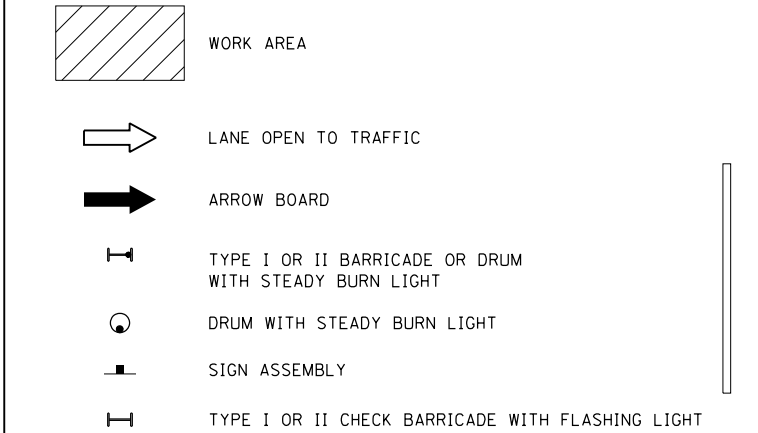 WORK AREA
LANE OPEN TO TRAFFIC
ARROW BOARD
TYPE I OR II BARRICADE OR DRUM
WITH STEADY BURN LIGHT
DRUM WITH STEADY BURN LIGHT
SIGN ASSEMBLY
TYPE I OR II CHECK BARRICADE WITH FLASHING LIGHT